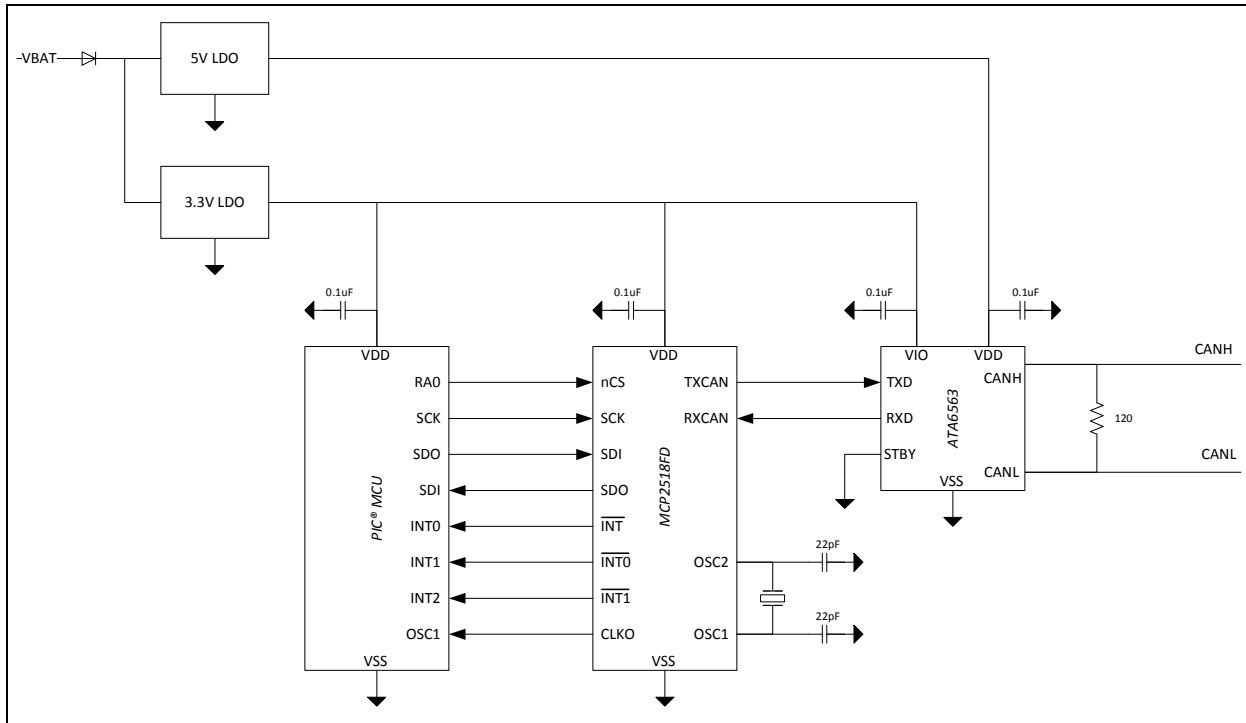 VBAT
5V LDO
3.3V LDO
0.1uF
0.1uF
0.1uF
0.1uF
VDD
RA0
SCK
SDO
SDI
INT0
INT1
INT2
OSC1
VSS
PIC® MCU
VDD
nCS
SCK
SDI
SDO
INT
INT0
INT1
CLKO
TXCAN
RXCAN
OSC2
OSC1
VSS
MCP2518FD
22pF
22pF
VIO
VDD
TXD
RXD
STBY
CANH
CANL
VSS
ATA6563
CANH
120
CANL